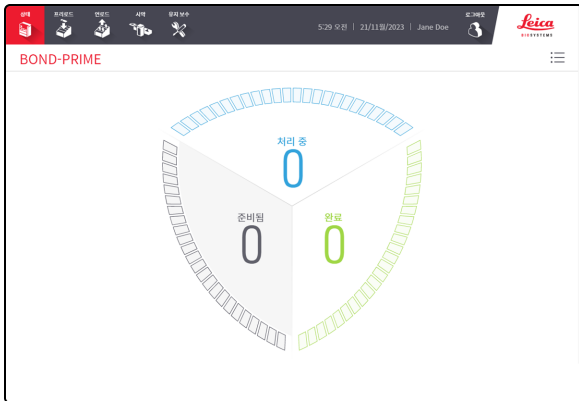 상태 프리로드 언로드 시약 유지 보수 5:29 오전 | 21/11월/2023 | Jane Doe 로그아웃 Leica
BIOSYSTEMS
BOND-PRIME
처리 중
0
준비됨 완료
0 0